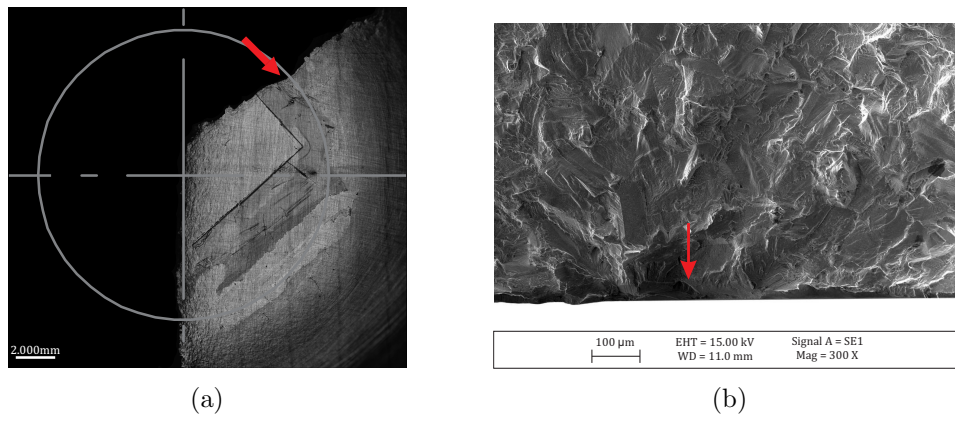 2.000mm
100 µm
EHT = 15.00 kV
Signal A = SE1
WD = 11.0 mm
Mag = 300 X
(a)
(b)